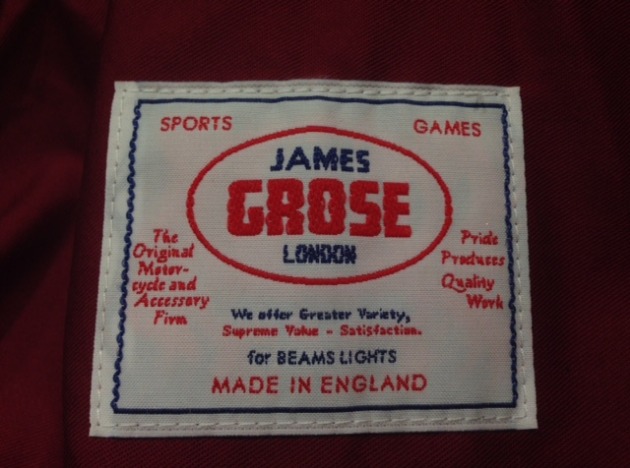 SPORTS
GAMES
JAMES
GROSE
LONDON
The
Original
Motor-
cycle and
Accessory
Firm
Pride
Produces
Quality
Work
We offer Greater Variety,
Supreme Value - Satisfaction.
for BEAMS LIGHTS
MADE IN ENGLAND